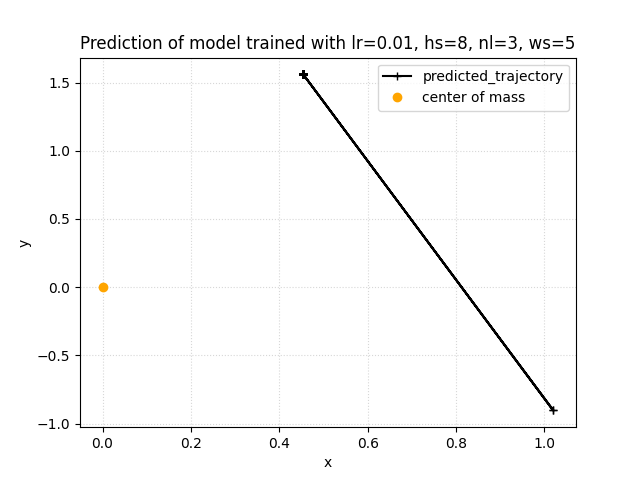 Prediction of model trained with lr=0.01, hs=8, nl=3, ws=5
predicted_trajectory
center of mass
1.5
1.0
0.5
0.0
−0.5
−1.0
y
0.0 0.2 0.4 0.6 0.8 1.0
x